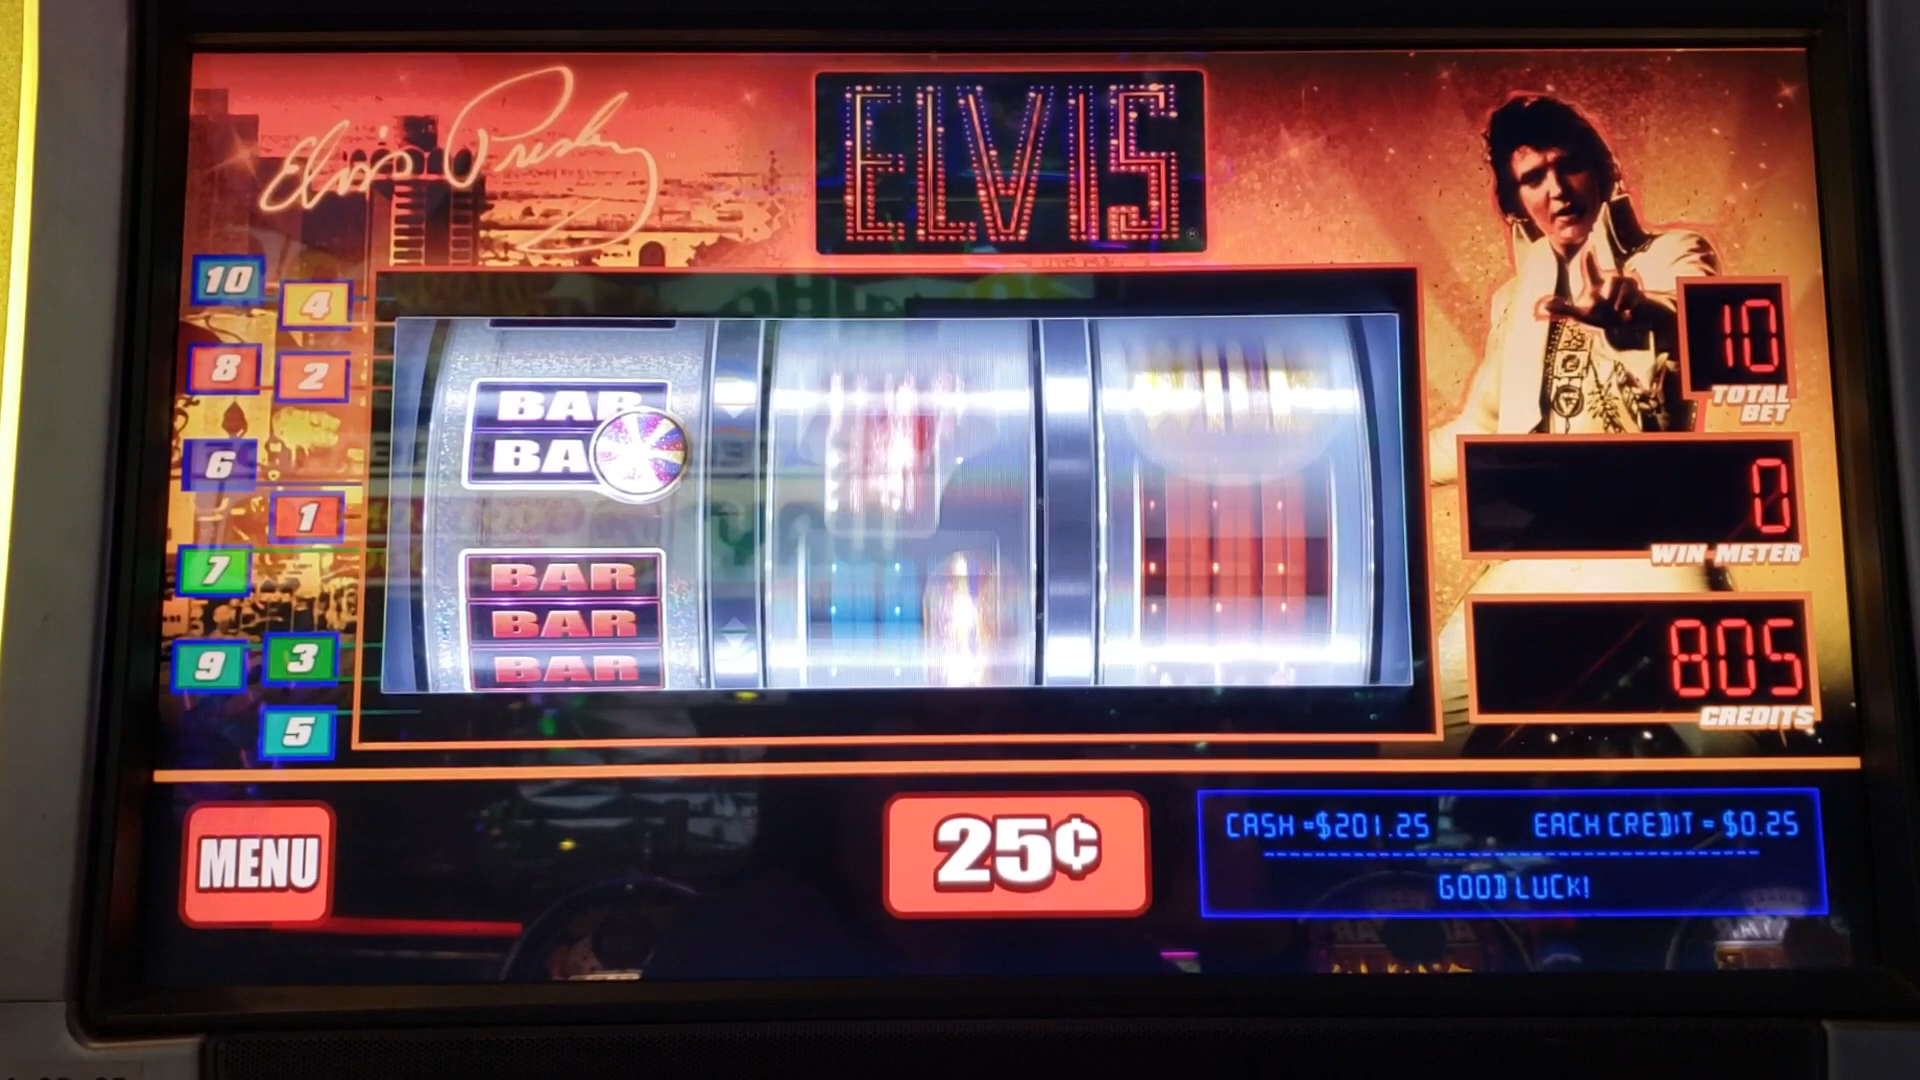 Elvis Presley
ELVIS
10
4
8
2
6
1
7
3
9
5
BAR
BA
BAR
BAR
BAR
10
TOTAL
BET
0
WIN METER
805
CREDITS
MENU
25¢
CASH =$201.25 EACH CREDIT = $0.25
GOOD LUCK!